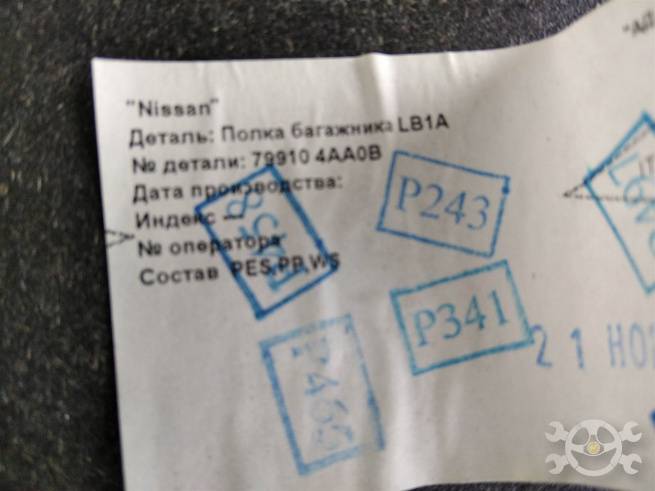 "Nissan"
Деталь: Полка багажника LB1A
№ детали: 79910 4AA0B
Дата производства:
Индекс —
№ оператора
Состав PES,PP,WS
P243
P341
P465
21 НО